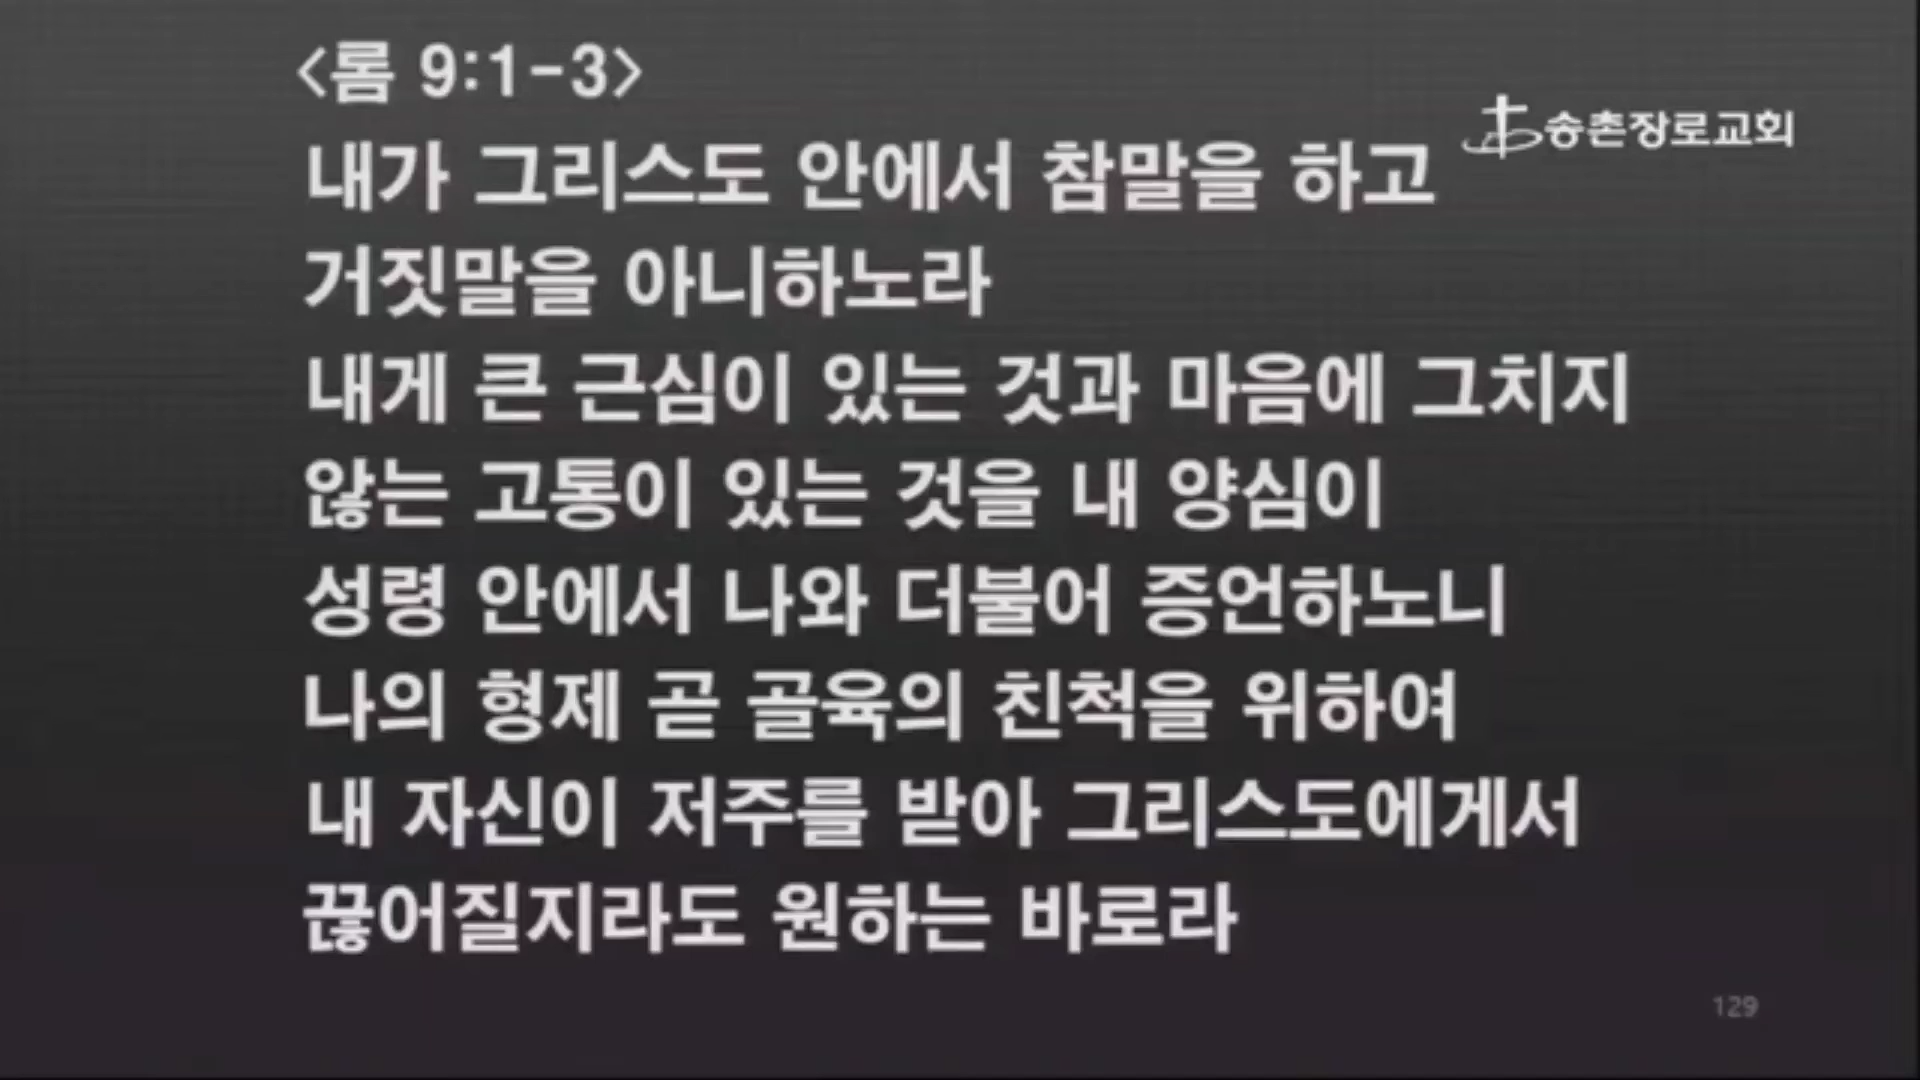 <롬 9:1-3>
송촌장로교회
내가 그리스도 안에서 참말을 하고
거짓말을 아니하노라
내게 큰 근심이 있는 것과 마음에 그치지
않는 고통이 있는 것을 내 양심이
성령 안에서 나와 더불어 증언하노니
나의 형제 곧 골육의 친척을 위하여
내 자신이 저주를 받아 그리스도에게서
끊어질지라도 원하는 바로라
129